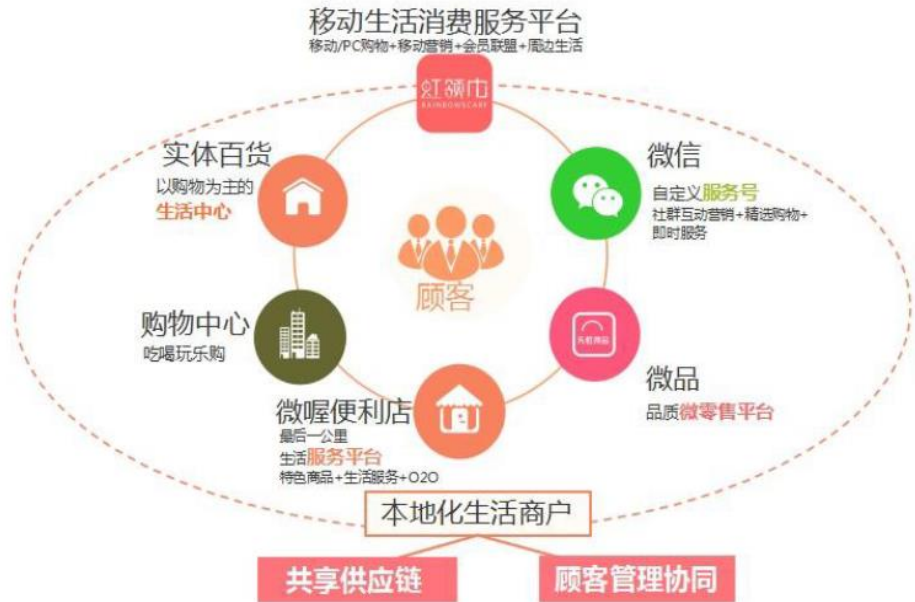 移动生活消费服务平台
移动/PC购物+移动营销+会员联盟+周边生活
虹领巾
RAINBOWSCARF
实体百货
以购物为主的
生活中心
微信
自定义服务号
社群互动营销+精选购物+
即时服务
顾客
购物中心
吃喝玩乐购
天虹微品
微品
品质微零售平台
微喔便利店
最后一公里
生活服务平台
特色商品+生活服务+O2O
本地化生活商户
共享供应链
顾客管理协同